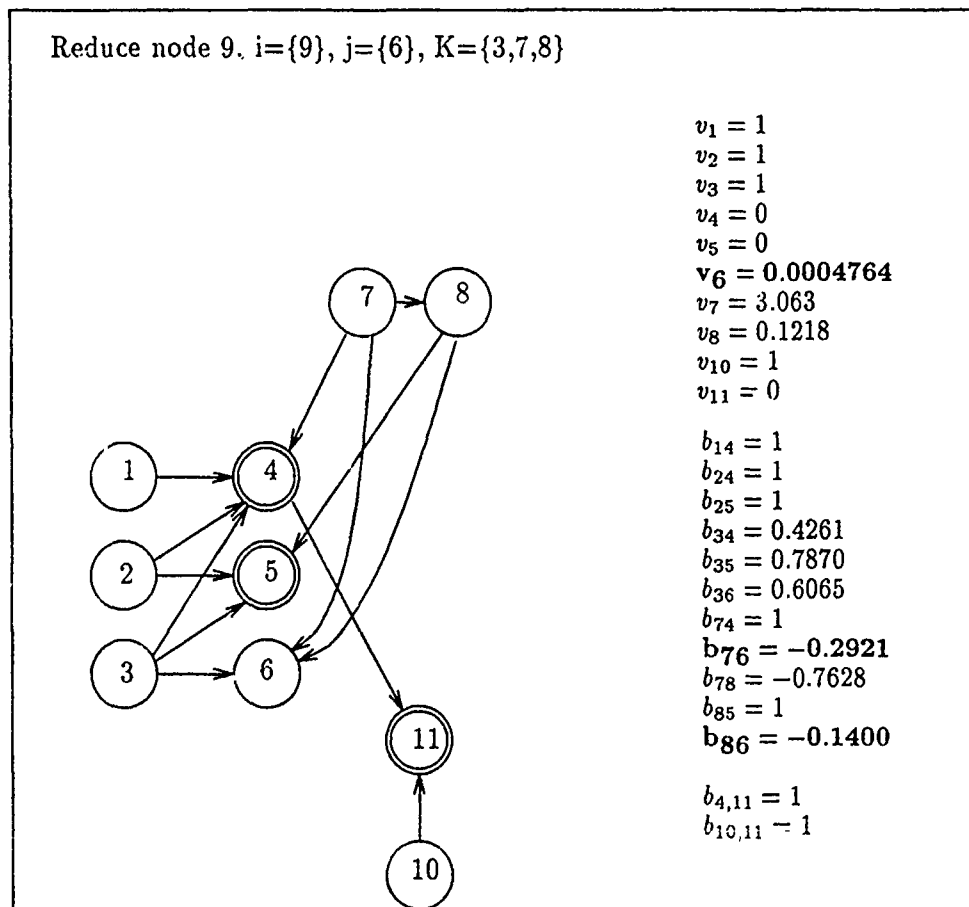 Reduce node 9. i={9}, j={6}, K={3,7,8}
v₁ = 1
v₂ = 1
v₃ = 1
v₄ = 0
v₅ = 0
v₆ = 0.0004764
v₇ = 3.063
v₈ = 0.1218
v₁₀ = 1
v₁₁ = 0
b₁₄ = 1
b₂₄ = 1
b₂₅ = 1
b₃₄ = 0.4261
b₃₅ = 0.7870
b₃₆ = 0.6065
b₇₄ = 1
b₇₆ = −0.2921
b₇₈ = −0.7628
b₈₅ = 1
b₈₆ = −0.1400
b₄,₁₁ = 1
b₁₀,₁₁ = 1
7 8
1 4
2 5
3 6
11
10